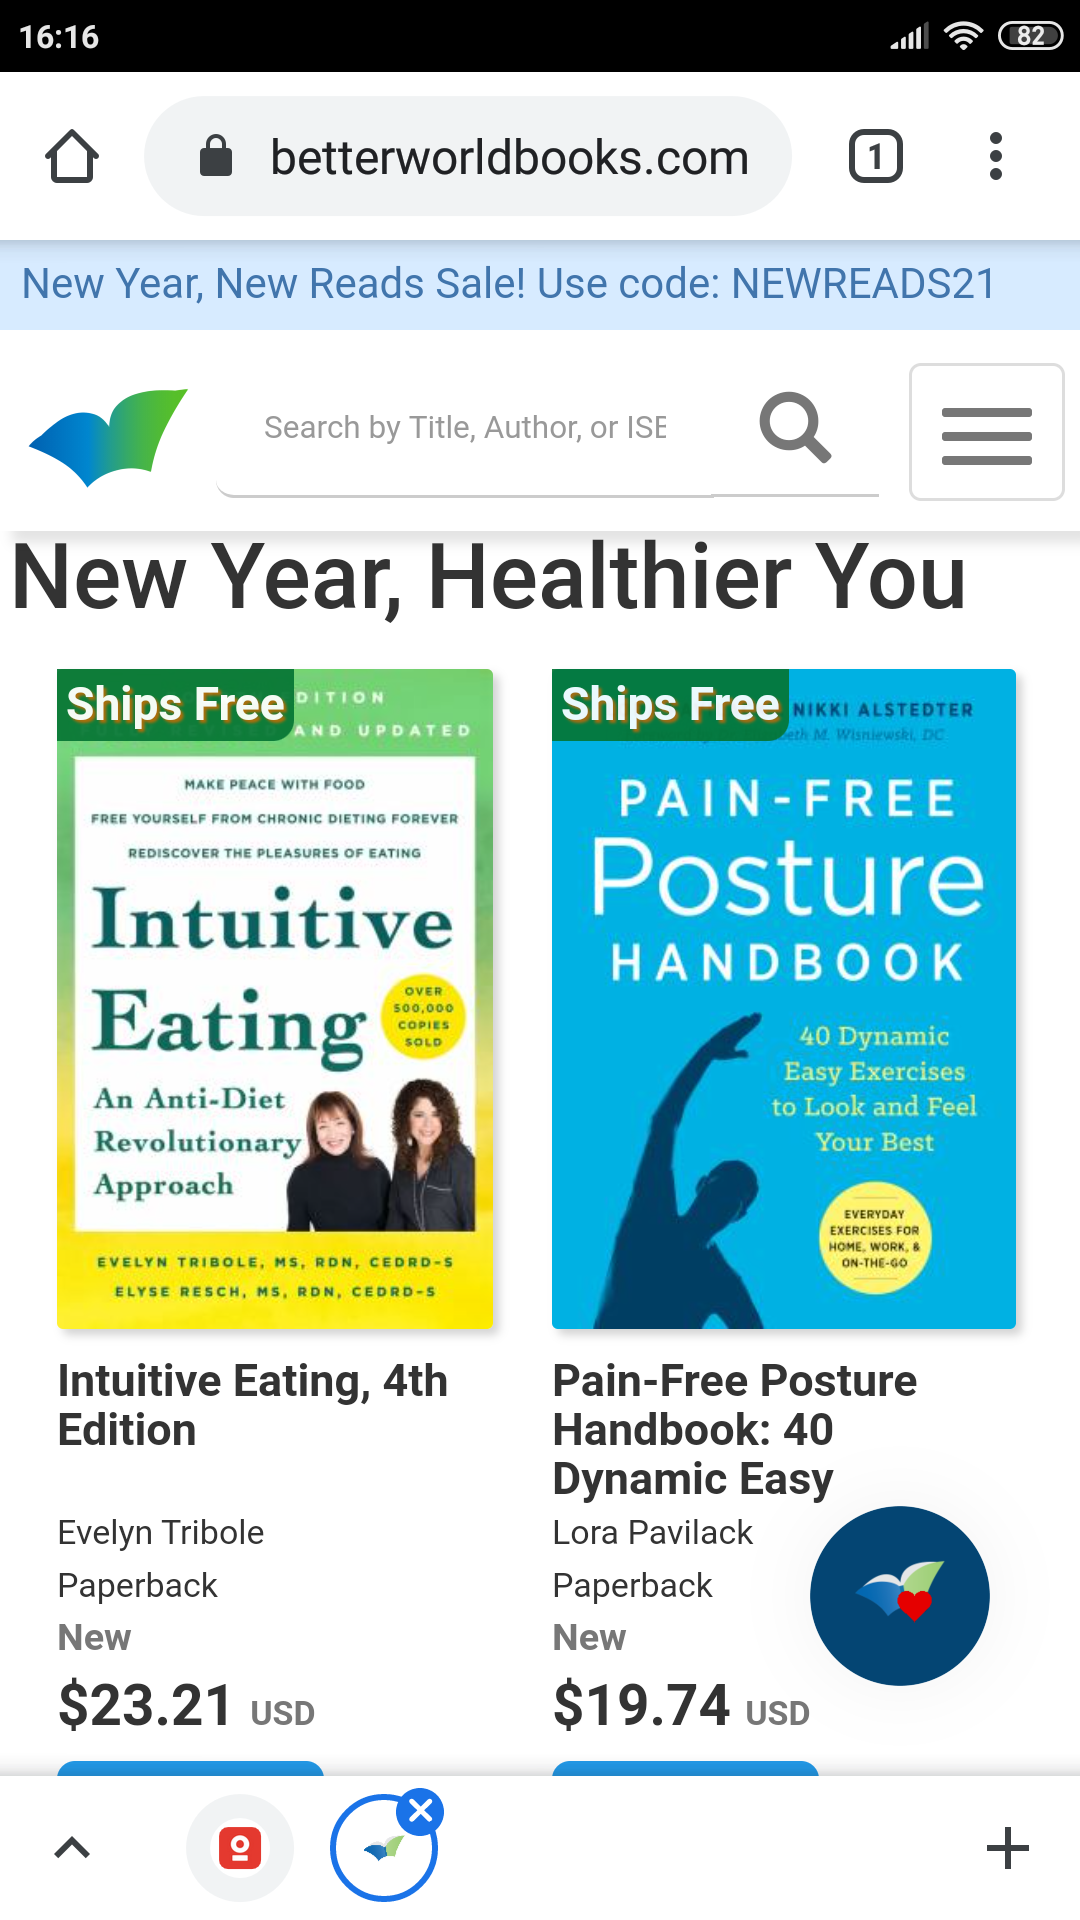 16:16
82
betterworldbooks.com
1
New Year, New Reads Sale! Use code: NEWREADS21
Search by Title, Author, or ISB
New Year, Healthier You
Ships Free
DITION
AND UPDATED
MAKE PEACE WITH FOOD
FREE YOURSELF FROM CHRONIC DIETING FOREVER
REDISCOVER THE PLEASURES OF EATING
Intuitive
Eating
OVER
500,000
COPIES
SOLD
An Anti-Diet
Revolutionary
Approach
EVELYN TRIBOLE, MS, RDN, CEDRD-S
ELYSE RESCH, MS, RDN, CEDRD-S
Intuitive Eating, 4th
Edition
Evelyn Tribole
Paperback
New
$23.21 USD
Ships Free
NIKKI ALSTEDTER
beth M. Wisniewski, DC
PAIN-FREE
Posture
HANDBOOK
40 Dynamic
Easy Exercises
to Look and Feel
Your Best
EVERYDAY
EXERCISES FOR
HOME, WORK, &
ON-THE-GO
Pain-Free Posture
Handbook: 40
Dynamic Easy
Lora Pavilack
Paperback
New
$19.74 USD